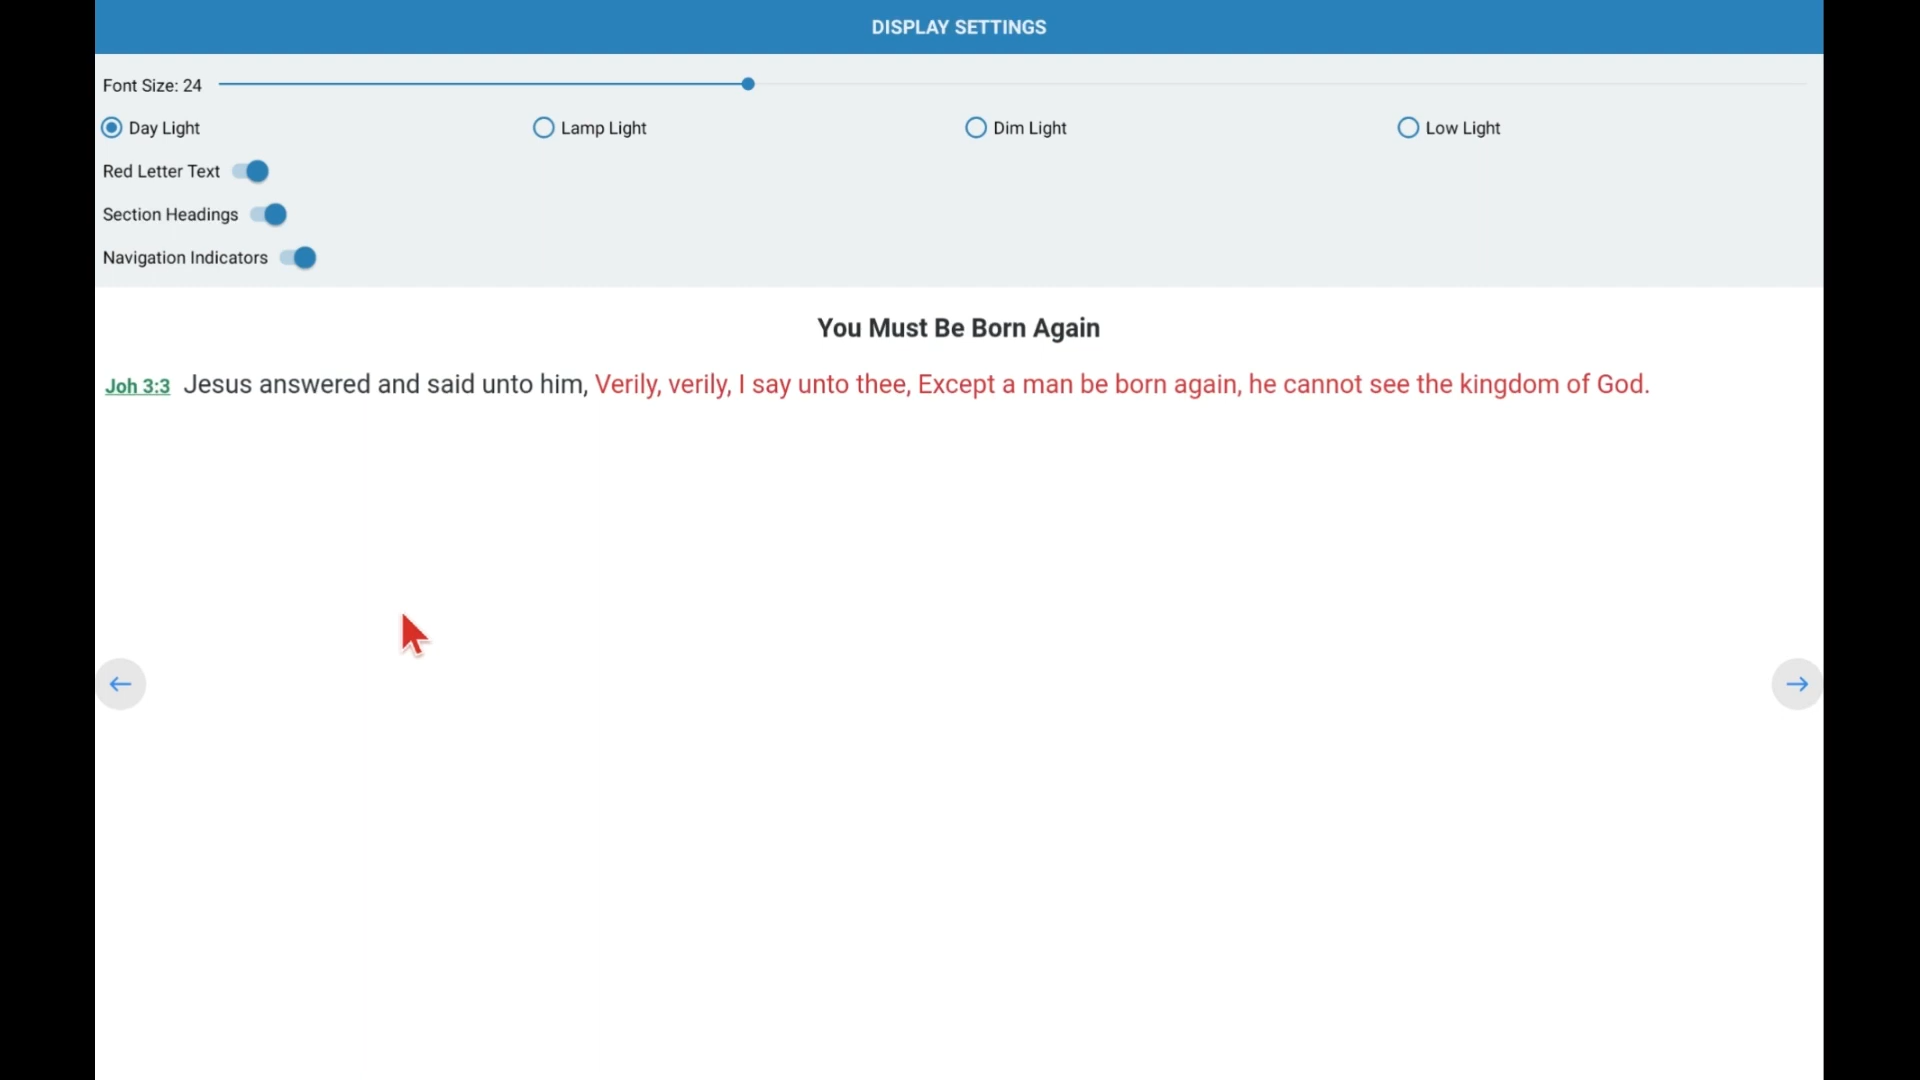 DISPLAY SETTINGS
Font Size: 24
Day Light Lamp Light Dim Light Low Light
Red Letter Text
Section Headings
Navigation Indicators
You Must Be Born Again
Joh 3:3 Jesus answered and said unto him, Verily, verily, I say unto thee, Except a man be born again, he cannot see the kingdom of God.